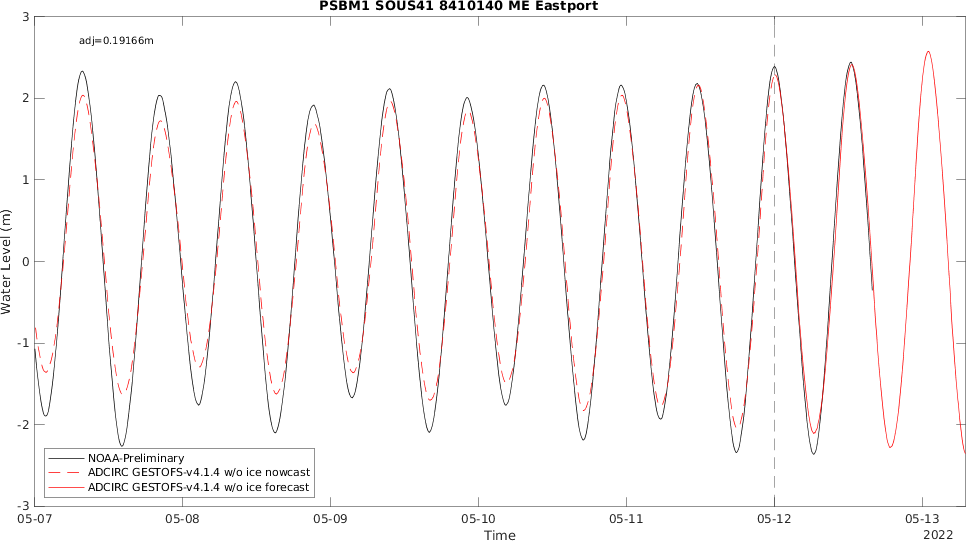 PSBM1 SOUS41 8410140 ME Eastport
adj=0.19166m
3
2
1
0
-1
-2
-3
Water Level (m)
NOAA-Preliminary
ADCIRC GESTOFS-v4.1.4 w/o ice nowcast
ADCIRC GESTOFS-v4.1.4 w/o ice forecast
05-07 05-08 05-09 05-10 05-11 05-12 05-13
Time
2022